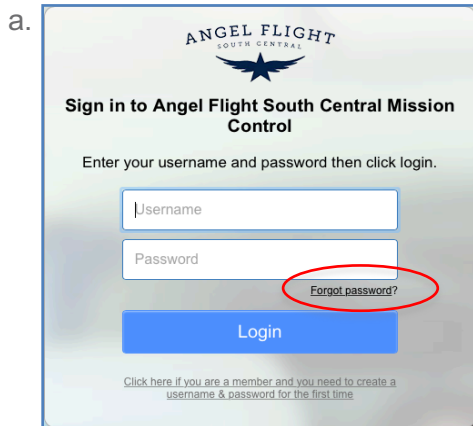 a.
ANGEL FLIGHT
SOUTH CENTRAL
Sign in to Angel Flight South Central Mission
Control
Enter your username and password then click login.
Username
Password
Forgot password?
Login
Click here if you are a member and you need to create a
username & password for the first time